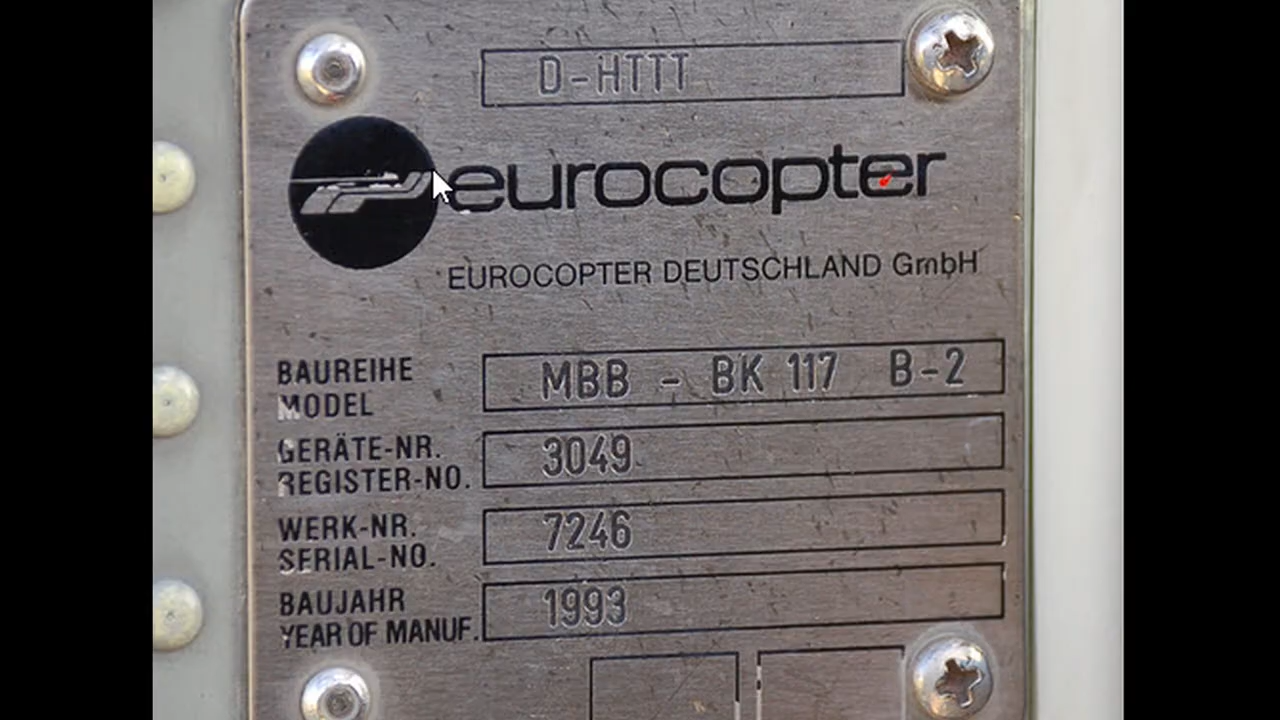 D-HTTT
eurocopter
EUROCOPTER DEUTSCHLAND GmbH
BAUREIHE
MODEL
MBB - BK 117 B-2
GERÄTE-NR.
REGISTER-NO.
3049
WERK-NR.
SERIAL-NO.
7246
BAUJAHR
YEAR OF MANUF.
1993